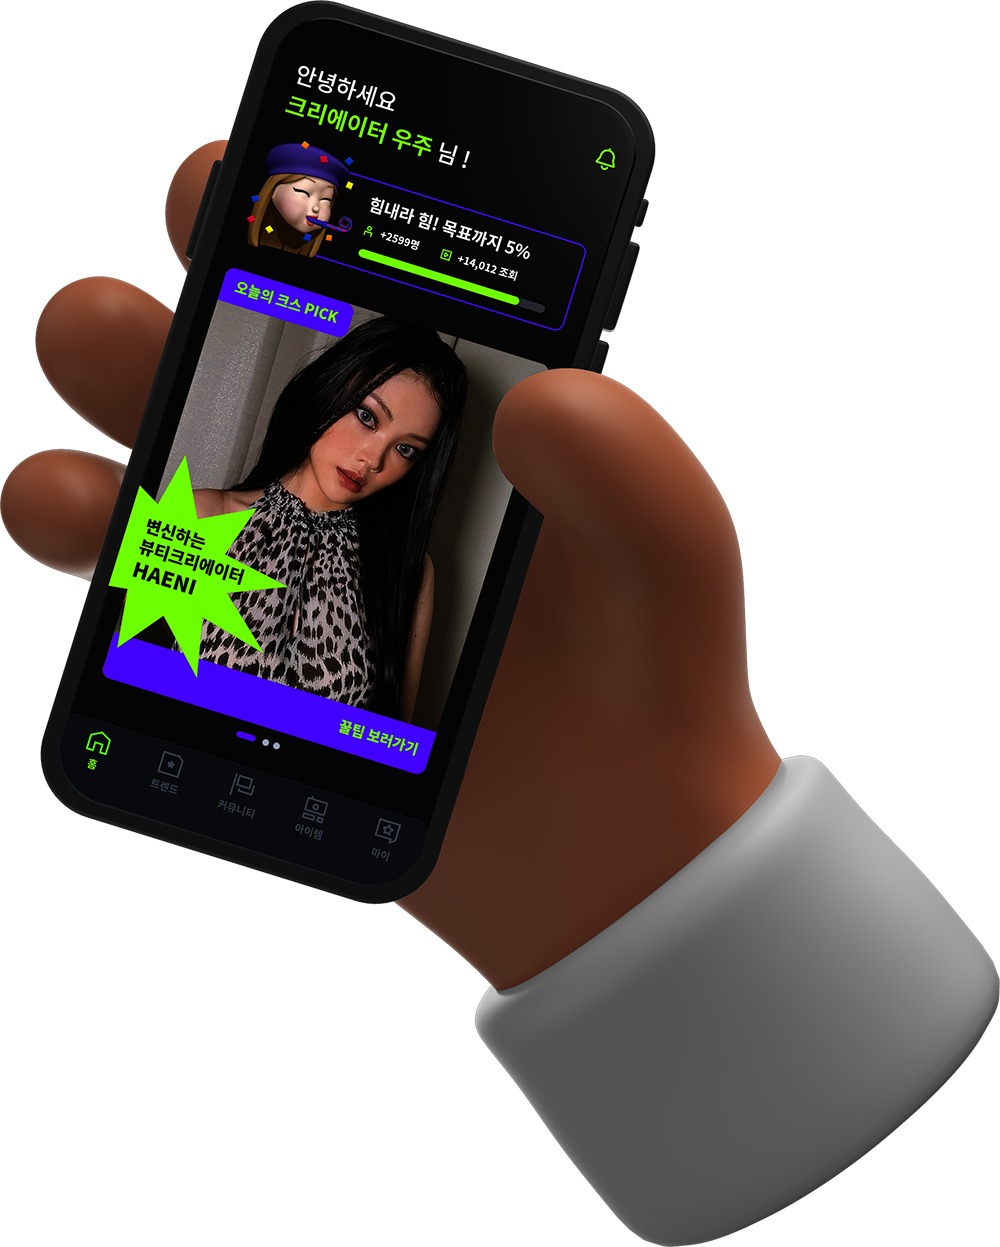 안녕하세요
크리에이터 우주 님 !
힘내라 힘! 목표까지 5%
+2599명
+14,012 조회
오늘의 크스 PICK
변신하는
뷰티크리에이터
HAENI
꿀팁 보러가기
홈
트렌드
커뮤니티
아이템
마이